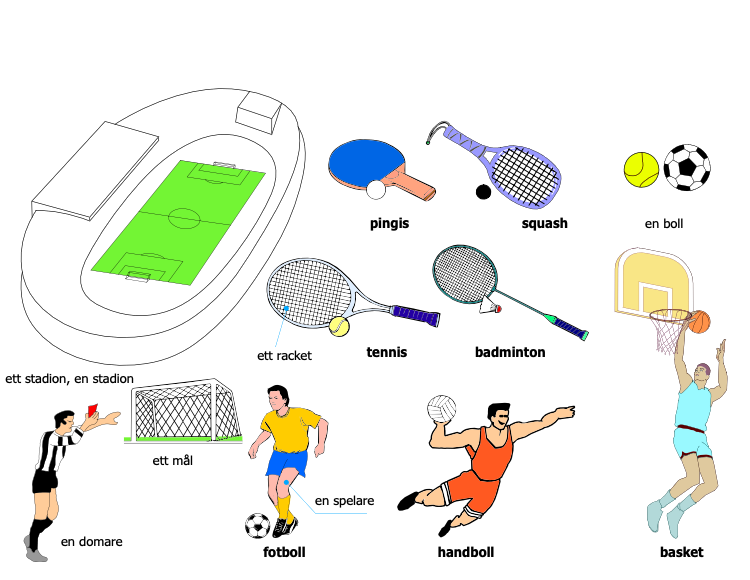 pingis
squash
en boll
ett racket
tennis
badminton
ett stadion, en stadion
ett mål
en spelare
en domare
fotboll
handboll
basket